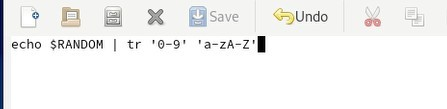 Save Undo
echo $RANDOM | tr '0-9' 'a-zA-Z'